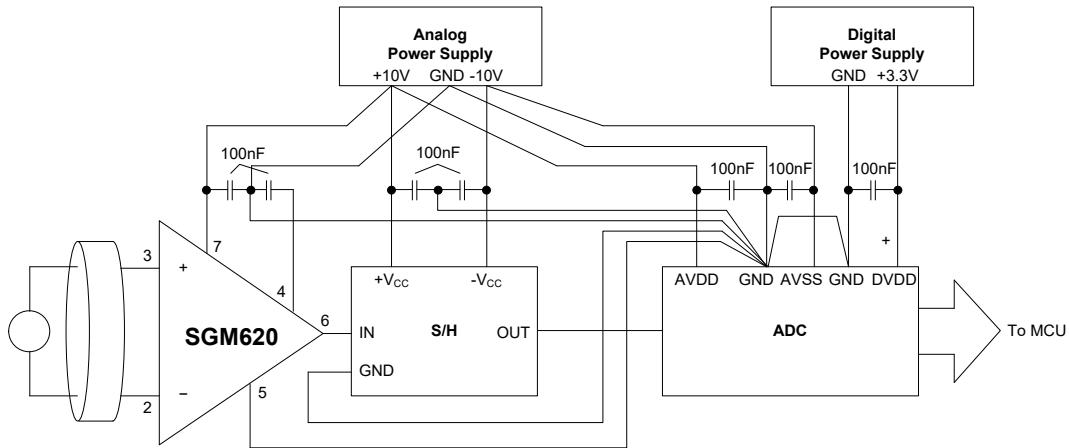 Analog
Power Supply
+10V GND -10V
Digital
Power Supply
GND +3.3V
100nF
100nF
100nF
100nF
100nF
7
3
+
4
+
+VCC
-VCC
AVDD
GND
AVSS
GND
DVDD
SGM620
6
IN
S/H
OUT
ADC
To MCU
GND
−
2
5